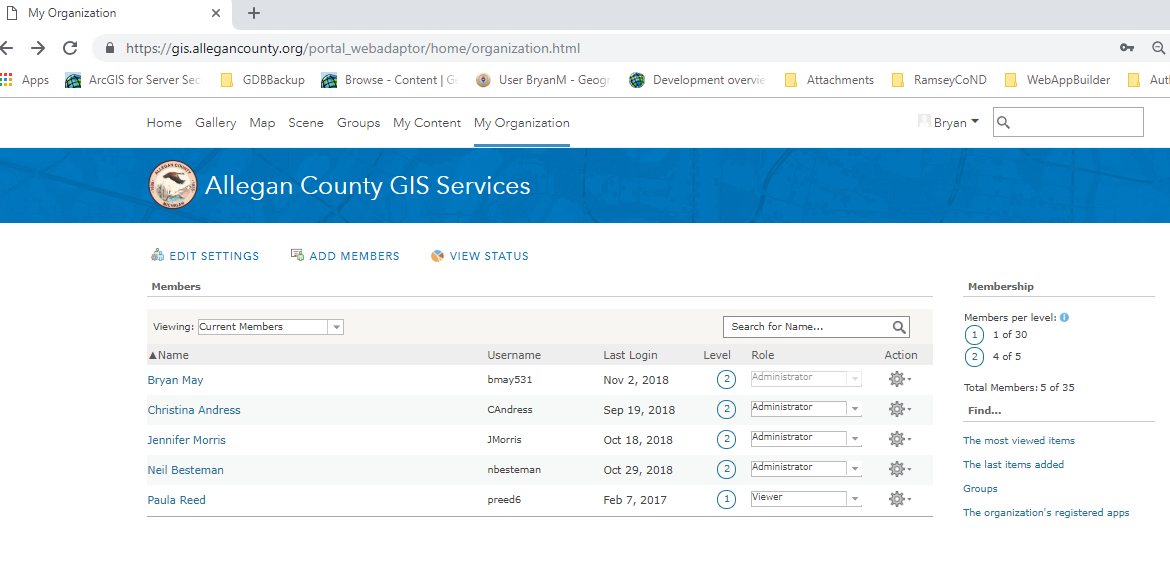 My Organization
https://gis.allegancounty.org/portal_webadaptor/home/organization.html
Apps ArcGIS for Server Sec GDBBackup Browse - Content | G User BryanM - Geogr Development overvie Attachments RamseyCoND WebAppBuilder Aut
Home Gallery Map Scene Groups My Content My Organization Bryan
ALLEGAN COUNTY
MICHIGAN
Allegan County GIS Services
EDIT SETTINGS ADD MEMBERS VIEW STATUS
Members
Viewing: Current Members Search for Name...
Name Username Last Login Level Role Action
Bryan May bmay531 Nov 2, 2018 2 Administrator
Christina Andress CAndress Sep 19, 2018 2 Administrator
Jennifer Morris JMorris Oct 18, 2018 2 Administrator
Neil Besteman nbesteman Oct 29, 2018 2 Administrator
Paula Reed preed6 Feb 7, 2017 1 Viewer
Membership
Members per level:
1 1 of 30
2 4 of 5
Total Members: 5 of 35
Find...
The most viewed items
The last items added
Groups
The organization's registered apps